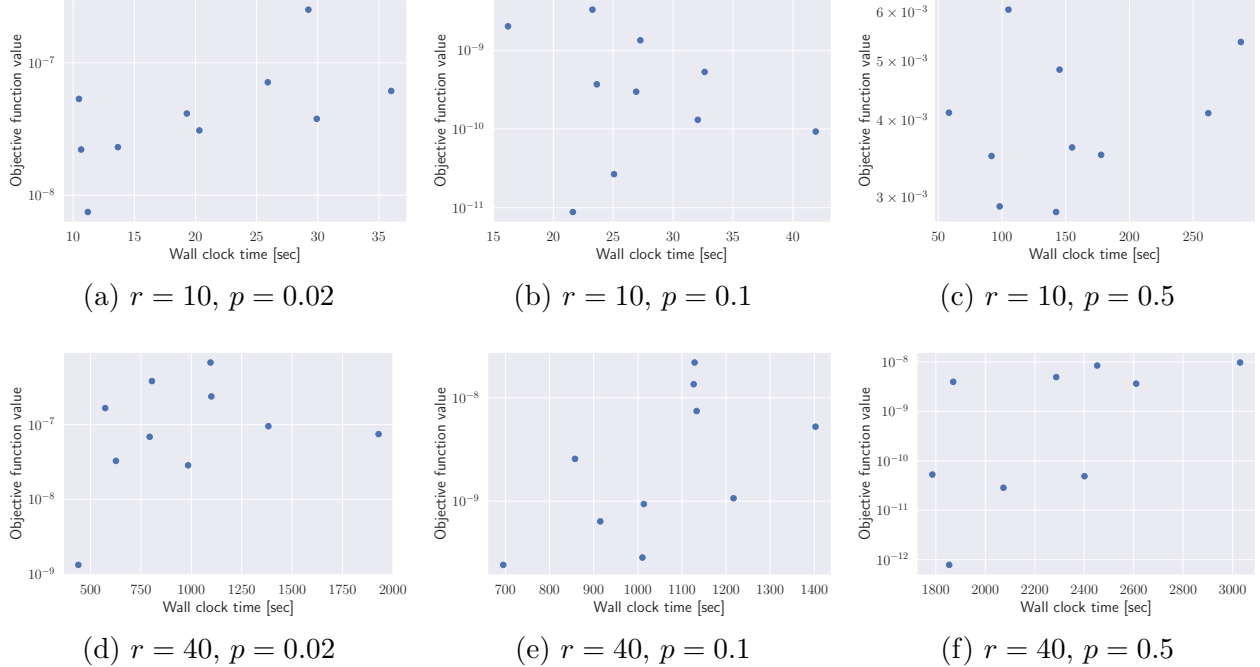 Objective function value
10⁻⁷
10⁻⁸
10 15 20 25 30 35
Wall clock time [sec]
(a) r = 10, p = 0.02
Objective function value
10⁻⁹
10⁻¹⁰
10⁻¹¹
15 20 25 30 35 40
Wall clock time [sec]
(b) r = 10, p = 0.1
Objective function value
6 × 10⁻³
5 × 10⁻³
4 × 10⁻³
3 × 10⁻³
50 100 150 200 250
Wall clock time [sec]
(c) r = 10, p = 0.5
Objective function value
10⁻⁷
10⁻⁸
10⁻⁹
500 750 1000 1250 1500 1750 2000
Wall clock time [sec]
(d) r = 40, p = 0.02
Objective function value
10⁻⁸
10⁻⁹
700 800 900 1000 1100 1200 1300 1400
Wall clock time [sec]
(e) r = 40, p = 0.1
Objective function value
10⁻⁸
10⁻⁹
10⁻¹⁰
10⁻¹¹
10⁻¹²
1800 2000 2200 2400 2600 2800 3000
Wall clock time [sec]
(f) r = 40, p = 0.5